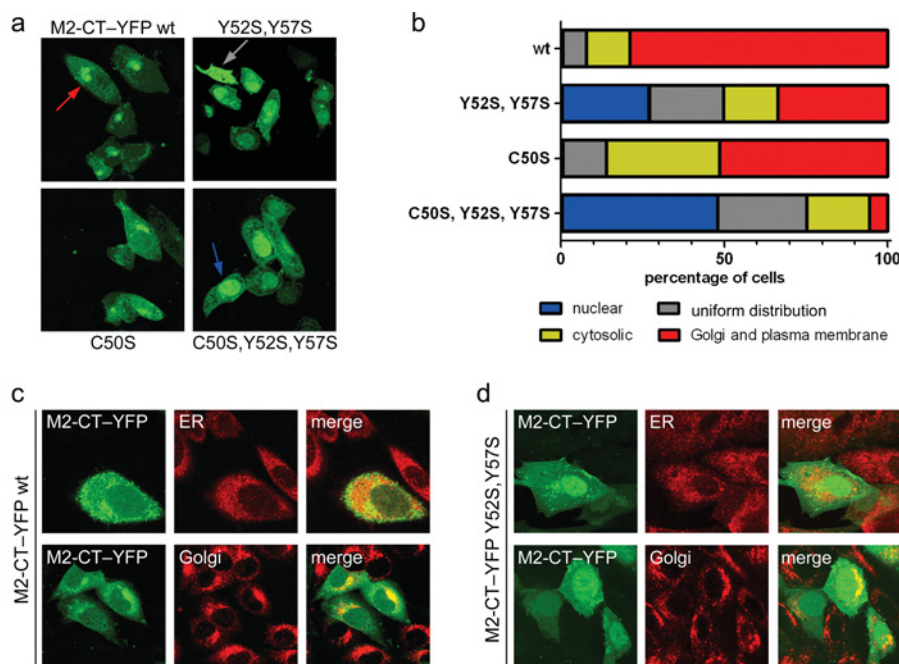 a
M2-CT–YFP wt
Y52S,Y57S
C50S
C50S,Y52S,Y57S
b
wt
Y52S, Y57S
C50S
C50S, Y52S, Y57S
0 50 100
percentage of cells
nuclear
uniform distribution
cytosolic
Golgi and plasma membrane
c
M2-CT–YFP wt
M2-CT–YFP
ER
merge
M2-CT–YFP
Golgi
merge
d
M2-CT–YFP Y52S,Y57S
M2-CT–YFP
ER
merge
M2-CT–YFP
Golgi
merge